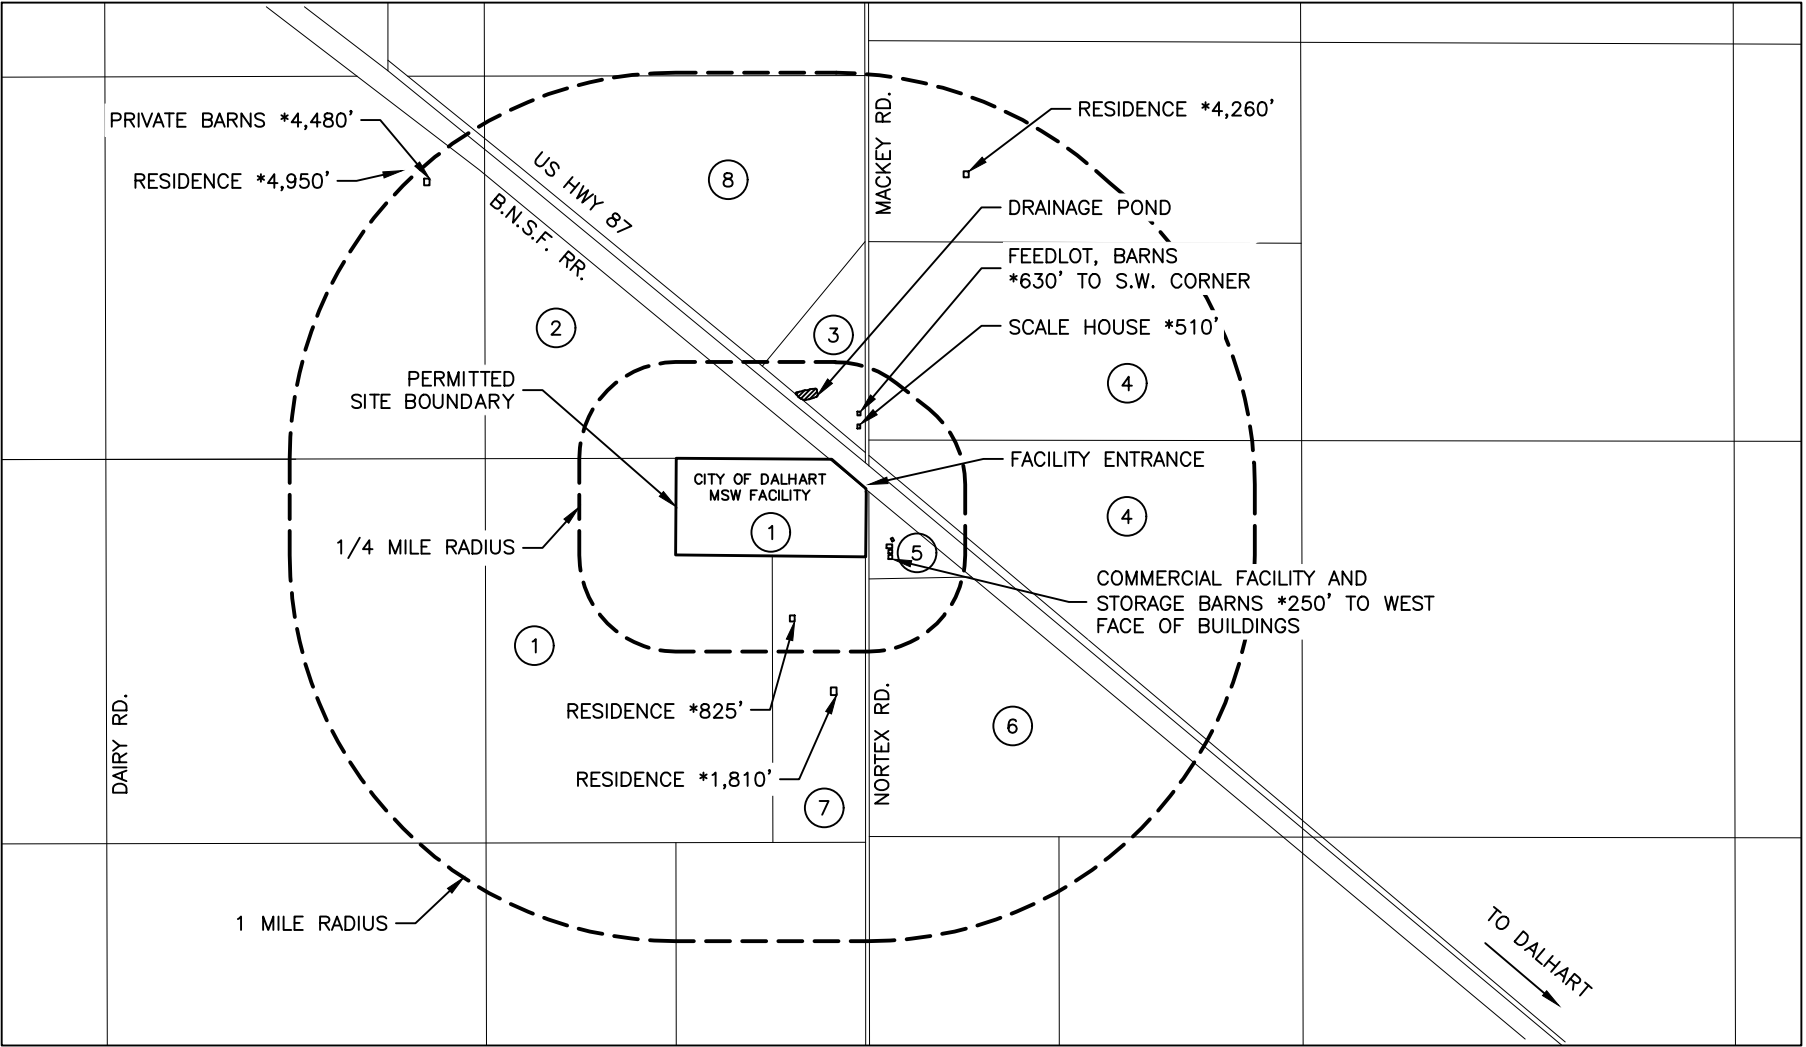 PRIVATE BARNS *4,480'
RESIDENCE *4,950'
US HWY 87
B.N.S.F. RR.
8
MACKEY RD.
RESIDENCE *4,260'
DRAINAGE POND
FEEDLOT, BARNS
*630' TO S.W. CORNER
SCALE HOUSE *510'
2
3
4
PERMITTED
SITE BOUNDARY
FACILITY ENTRANCE
CITY OF DALHART
MSW FACILITY
1
4
1/4 MILE RADIUS
5
COMMERCIAL FACILITY AND
STORAGE BARNS *250' TO WEST
FACE OF BUILDINGS
1
RESIDENCE *825'
6
DAIRY RD.
NORTEX RD.
RESIDENCE *1,810'
7
1 MILE RADIUS
TO DALHART